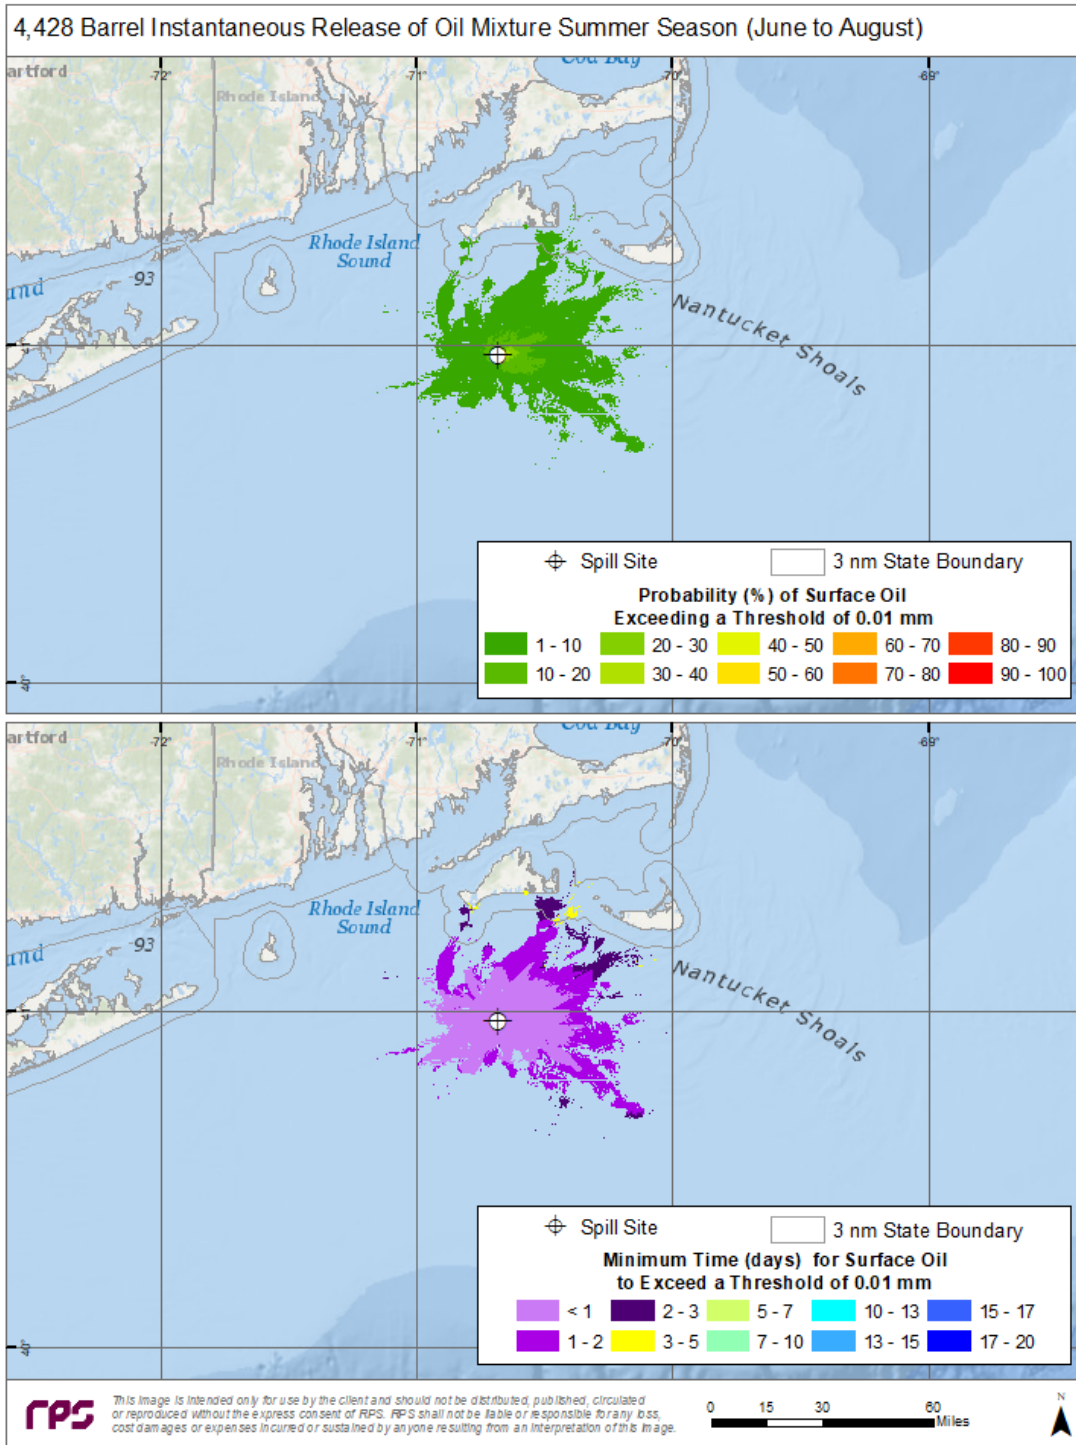 4,428 Barrel Instantaneous Release of Oil Mixture Summer Season (June to August)
artford
-72°
-71°
Cod Bay
-70°
-69°
Rhode Island
Rhode Island
Sound
93
and
Nantucket Shoals
Spill Site
3 nm State Boundary
Probability (%) of Surface Oil
Exceeding a Threshold of 0.01 mm
1 - 10
20 - 30
40 - 50
60 - 70
80 - 90
10 - 20
30 - 40
50 - 60
70 - 80
90 - 100
artford
-72°
-71°
Cod Bay
-70°
-69°
Rhode Island
Rhode Island
Sound
93
and
Nantucket Shoals
Spill Site
3 nm State Boundary
Minimum Time (days) for Surface Oil
to Exceed a Threshold of 0.01 mm
< 1
2 - 3
5 - 7
10 - 13
15 - 17
1 - 2
3 - 5
7 - 10
13 - 15
17 - 20
rps
This image is intended only for use by the client and should not be distributed, published, circulated
or reproduced without the express consent of RPS. RPS shall not be liable or responsible for any loss,
cost damages or expenses incurred or sustained by anyone resulting from an interpretation of this image.
0 15 30 60
Miles
N